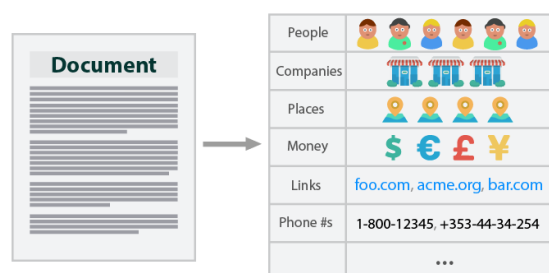 Document
People
Companies
Places
Money $ € £ ¥
Links foo.com, acme.org, bar.com
Phone #s 1-800-12345, +353-44-34-254
...